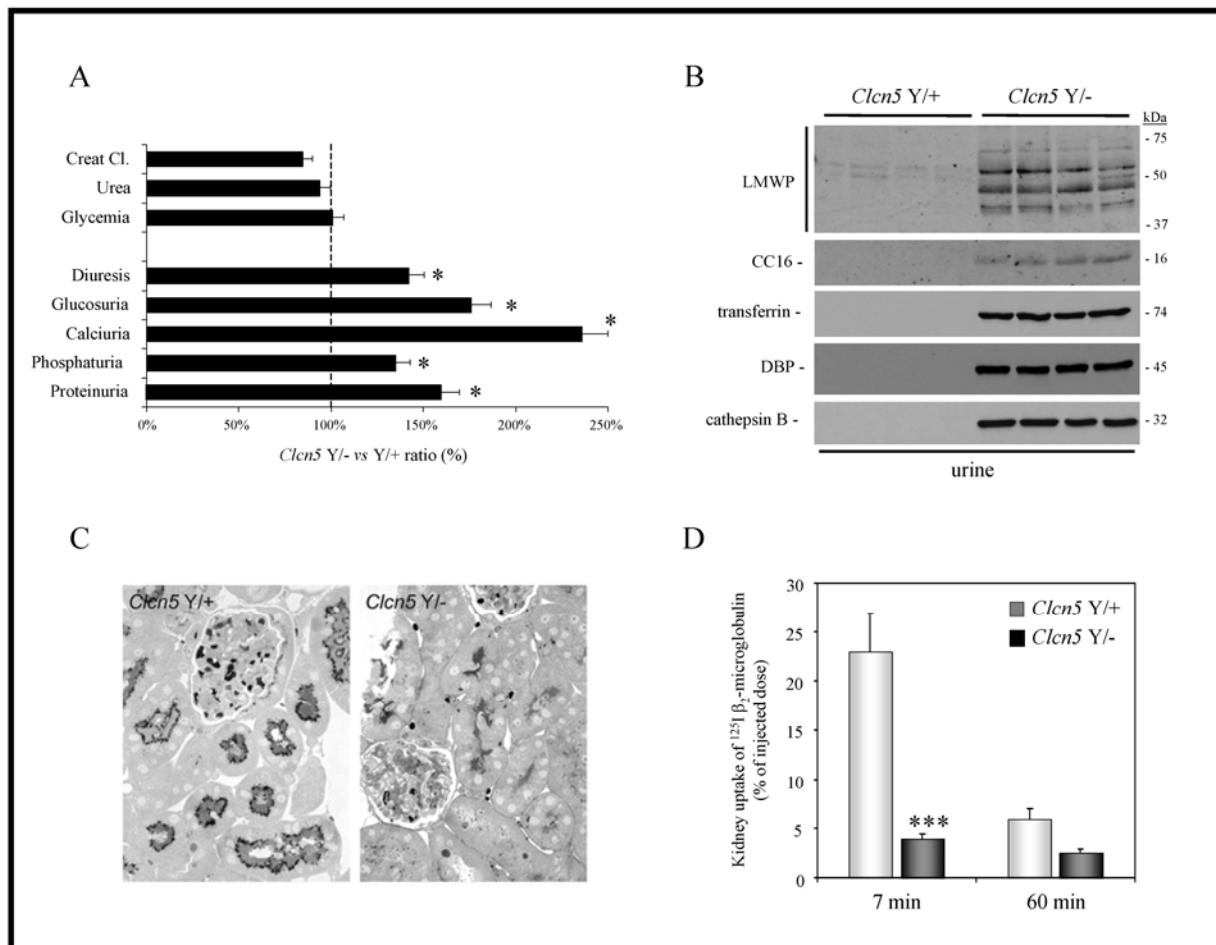 A
Creat Cl.
Urea
Glycemia
Diuresis *
Glucosuria *
Calciuria *
Phosphaturia *
Proteinuria *
0% 50% 100% 150% 200% 250%
Clcn5 Y/- vs Y/+ ratio (%)
B
Clcn5 Y/+ Clcn5 Y/-
kDa
LMWP
- 75
- 50
- 37
CC16 - - 16
transferrin - - 74
DBP - - 45
cathepsin B - - 32
urine
C
Clcn5 Y/+ Clcn5 Y/-
D
Kidney uptake of ¹²⁵I β₂-microglobulin
(% of injected dose)
30
25
20
15
10
5
0
Clcn5 Y/+
Clcn5 Y/-
***
7 min 60 min